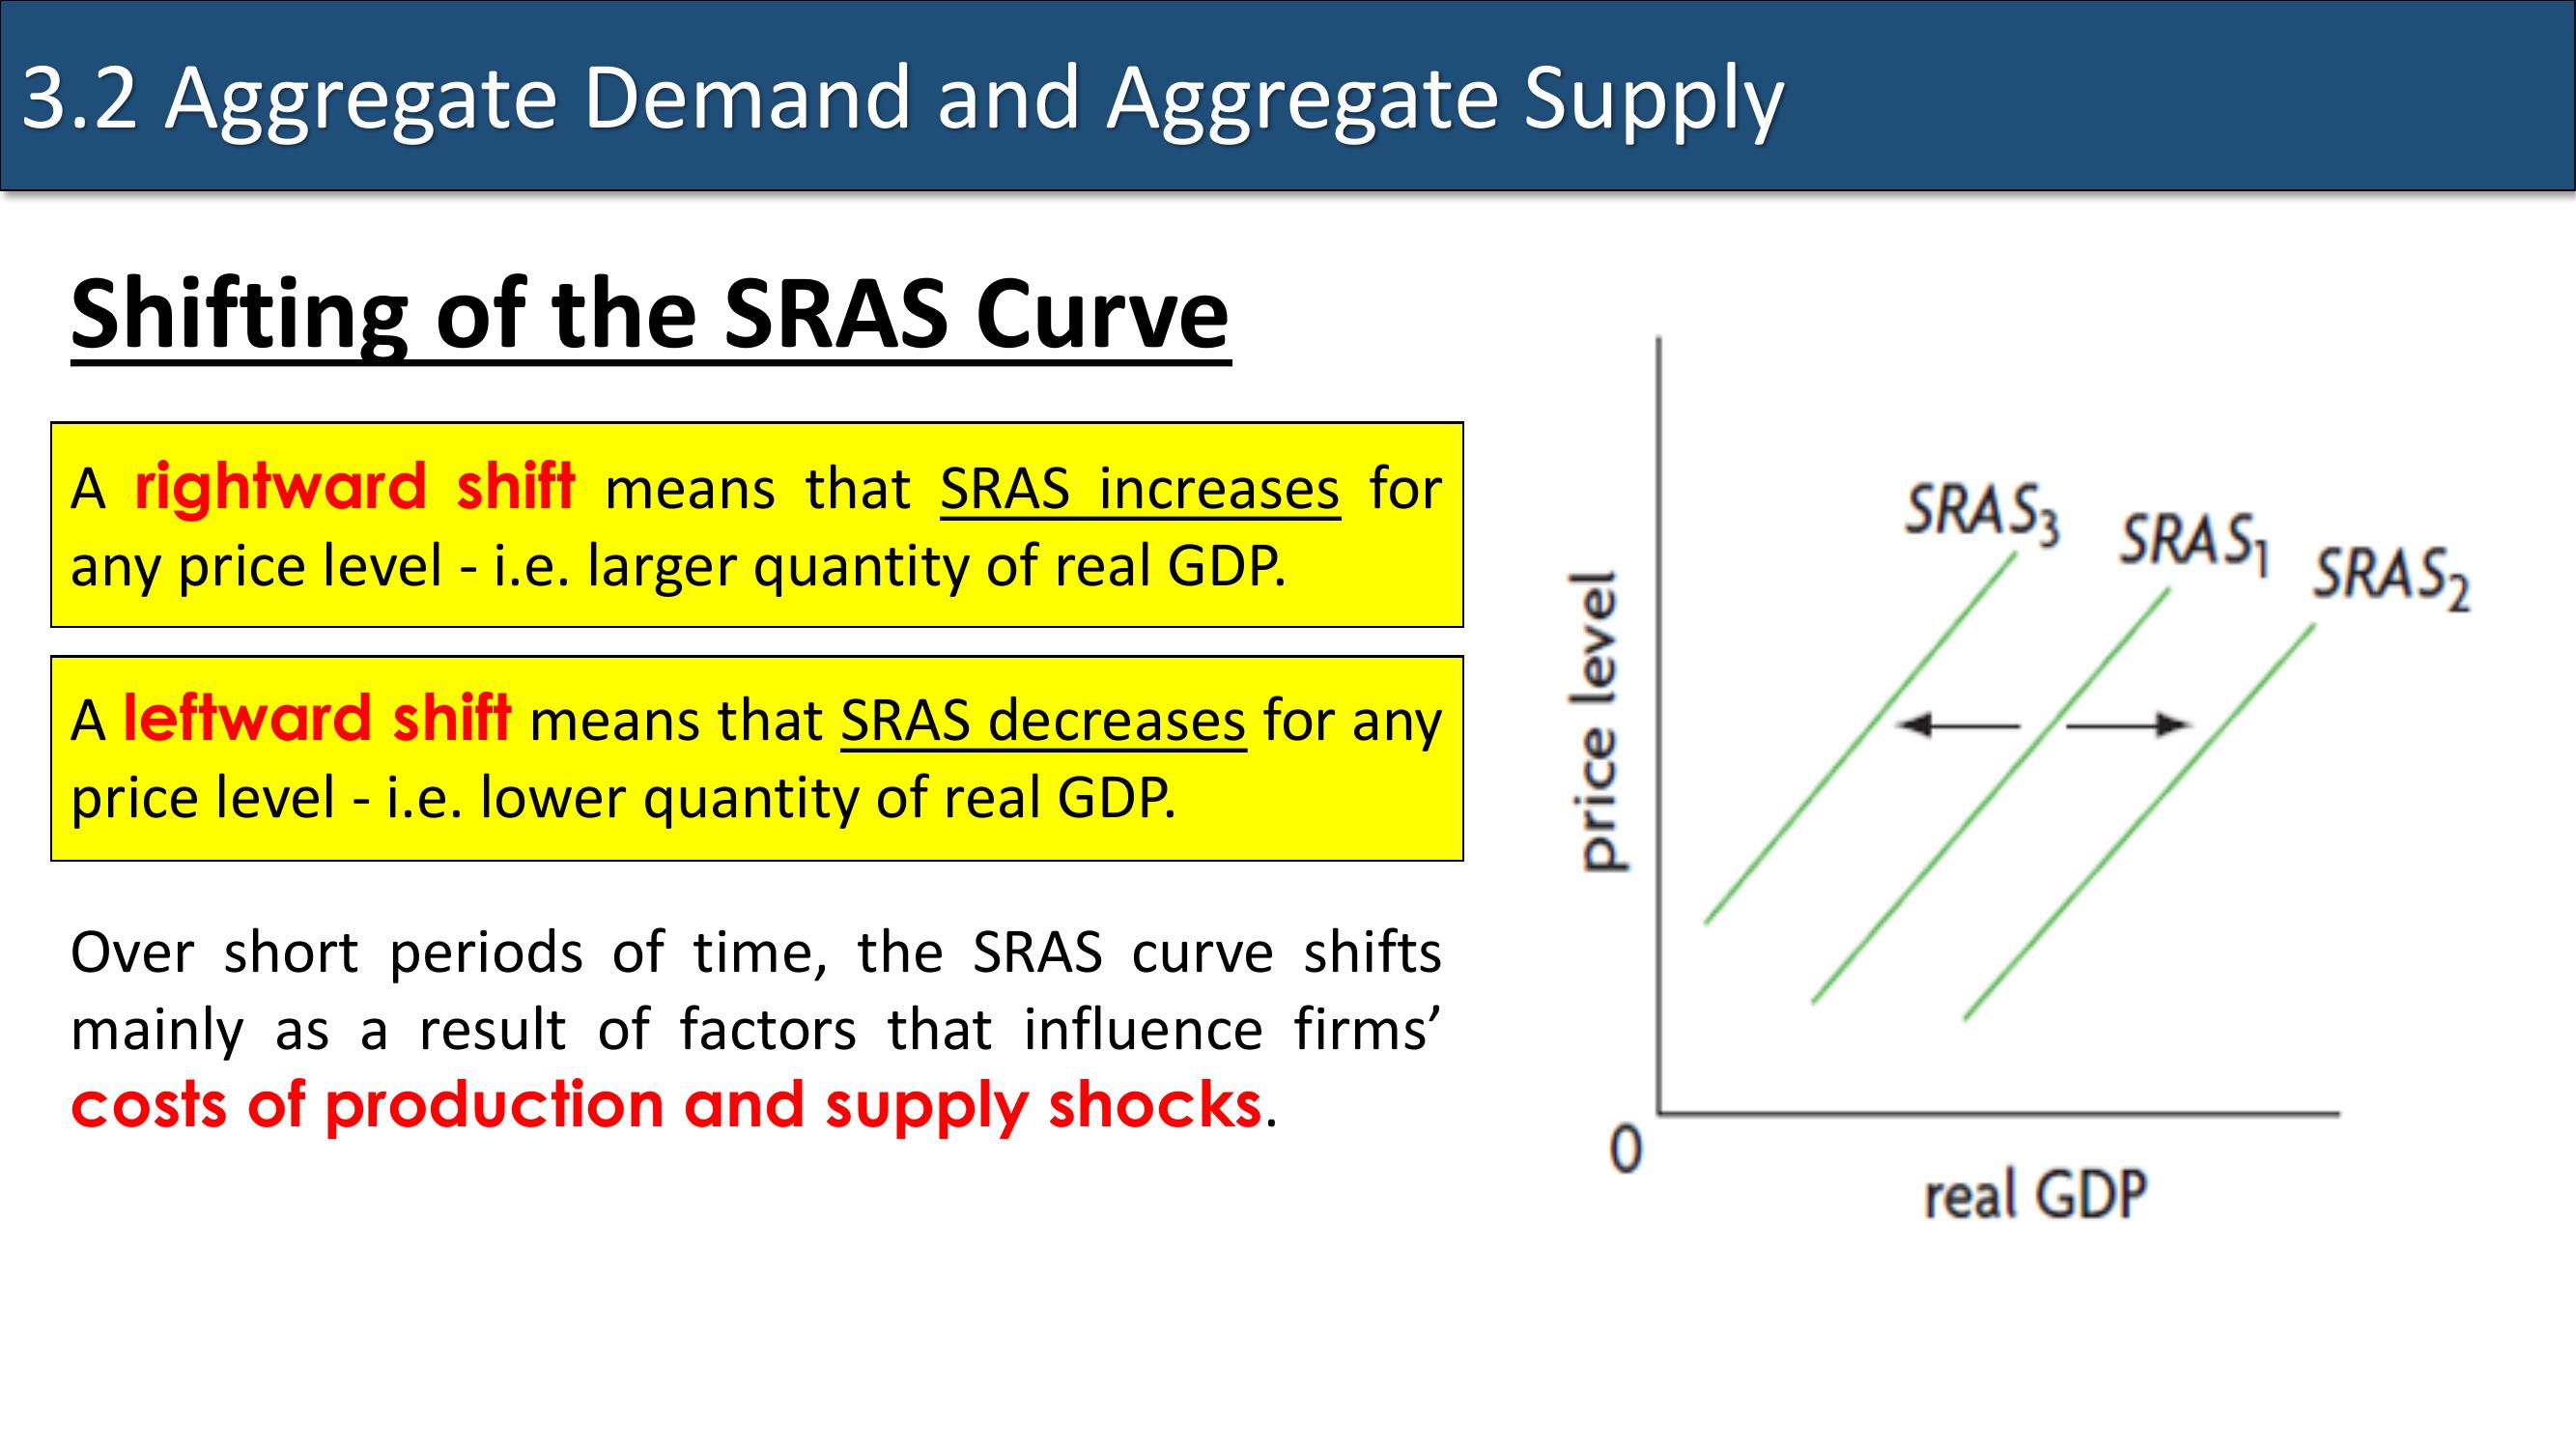 3.2 Aggregate Demand and Aggregate Supply
Shifting of the SRAS Curve
A rightward shift means that SRAS increases for
any price level - i.e. larger quantity of real GDP.
A leftward shift means that SRAS decreases for any
price level - i.e. lower quantity of real GDP.
Over short periods of time, the SRAS curve shifts
mainly as a result of factors that influence firms’
costs of production and supply shocks.
price level
SRAS3
SRAS1
SRAS2
0
real GDP